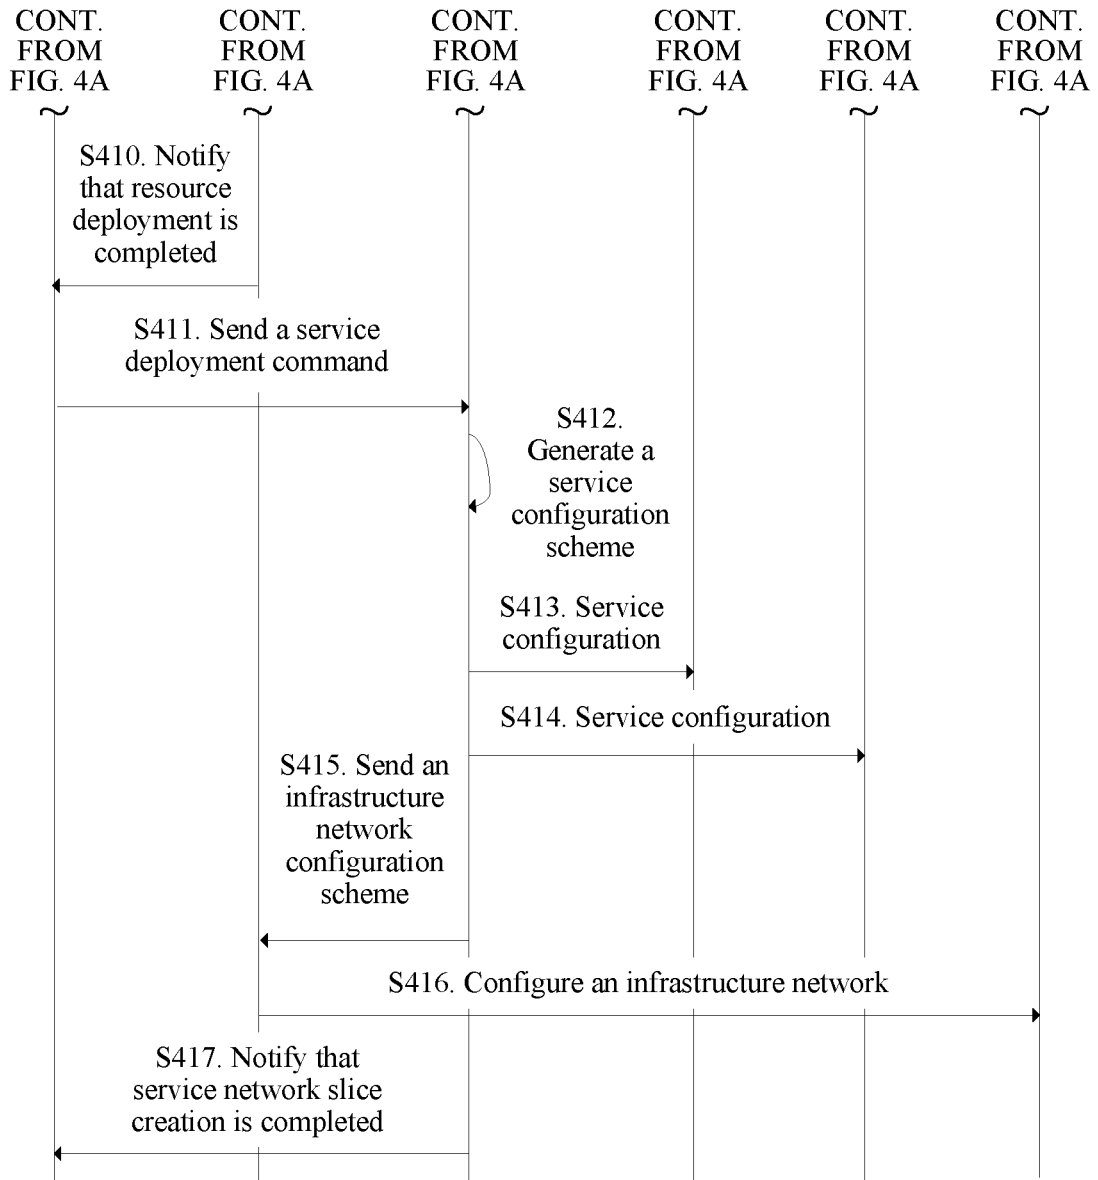 CONT. FROM FIG. 4A
CONT. FROM FIG. 4A
CONT. FROM FIG. 4A
CONT. FROM FIG. 4A
CONT. FROM FIG. 4A
CONT. FROM FIG. 4A
S410. Notify
that resource
deployment is
completed
S411. Send a service
deployment command
S412.
Generate a
service
configuration
scheme
S413. Service
configuration
S414. Service configuration
S415. Send an
infrastructure
network
configuration
scheme
S416. Configure an infrastructure network
S417. Notify that
service network slice
creation is completed